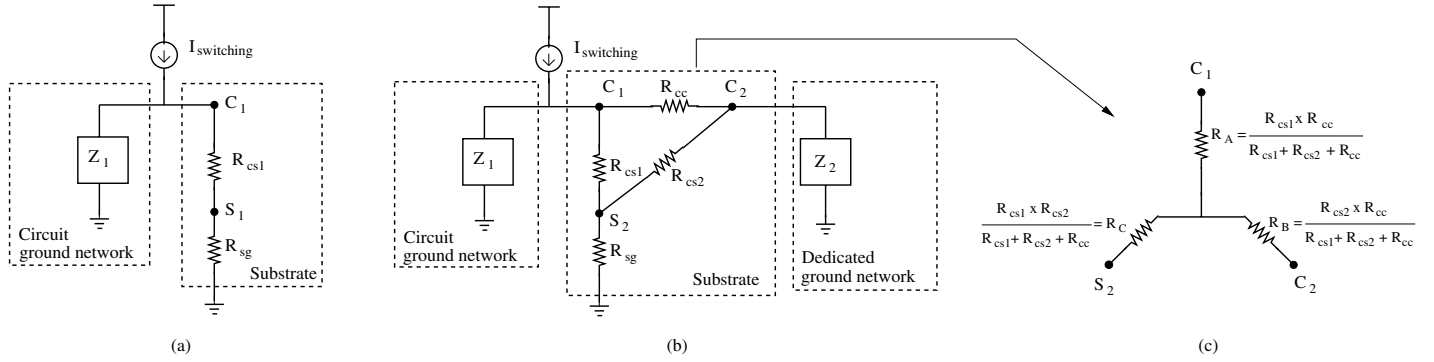 I switching
C 1
Z 1
R cs1
S 1
R sg
Circuit
ground network
Substrate
(a)
I switching
C 1
R cc
C 2
Z 1
R cs1
R cs2
Z 2
S 2
R sg
Circuit
ground network
Substrate
Dedicated
ground network
(b)
C 1
R A = R cs1 x R cc
R cs1 + R cs2 + R cc
R cs1 x R cs2
R cs1 + R cs2 + R cc = R C
R B = R cs2 x R cc
R cs1 + R cs2 + R cc
S 2
C 2
(c)